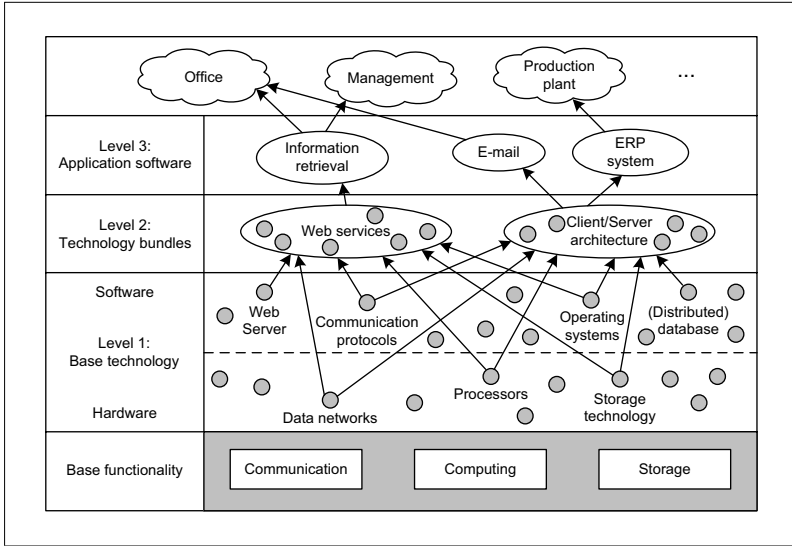 Office
Management
Production
plant
...
Level 3:
Application software
Information
retrieval
E-mail
ERP
system
Level 2:
Technology bundles
Web services
Client/Server
architecture
Software
Web
Server
Communication
protocols
Operating
systems
(Distributed)
database
Level 1:
Base technology
Hardware
Data networks
Processors
Storage
technology
Base functionality
Communication
Computing
Storage